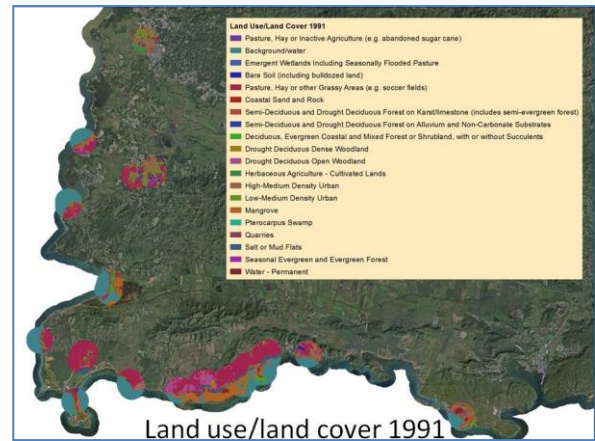 Land Use/Land Cover 1991
Pasture, Hay or Inactive Agriculture (e.g. abandoned sugar cane)
Background/water
Emergent Wetlands Including Seasonally Flooded Pasture
Bare Soil (including bulldozed land)
Pasture, Hay or other Grassy Areas (e.g. soccer fields)
Coastal Sand and Rock
Semi-Deciduous and Drought Deciduous Forest on Karst/limestone (includes semi-evergreen forest)
Semi-Deciduous and Drought Deciduous Forest on Alluvium and Non-Carbonate Substrates
Deciduous, Evergreen Coastal and Mixed Forest or Shrubland, with or without Succulents
Drought Deciduous Dense Woodland
Drought Deciduous Open Woodland
Herbaceous Agriculture - Cultivated Lands
High-Medium Density Urban
Low-Medium Density Urban
Mangrove
Pterocarpus Swamp
Quarries
Salt or Mud Flats
Seasonal Evergreen and Evergreen Forest
Water - Permanent
Land use/land cover 1991